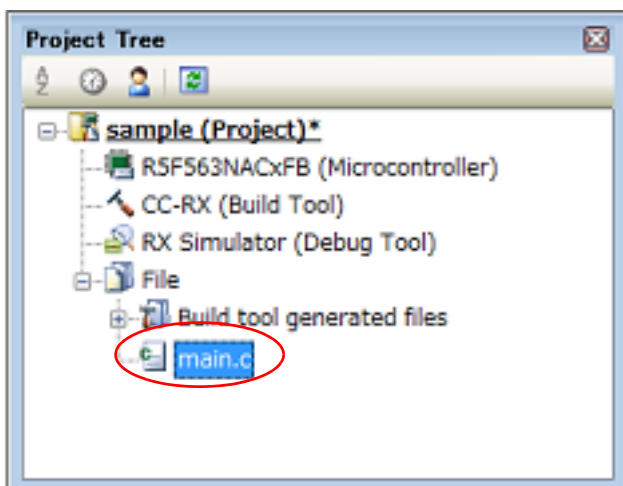 Project Tree
sample (Project)*
R5F563NACxFB (Microcontroller)
CC-RX (Build Tool)
RX Simulator (Debug Tool)
File
Build tool generated files
main.c